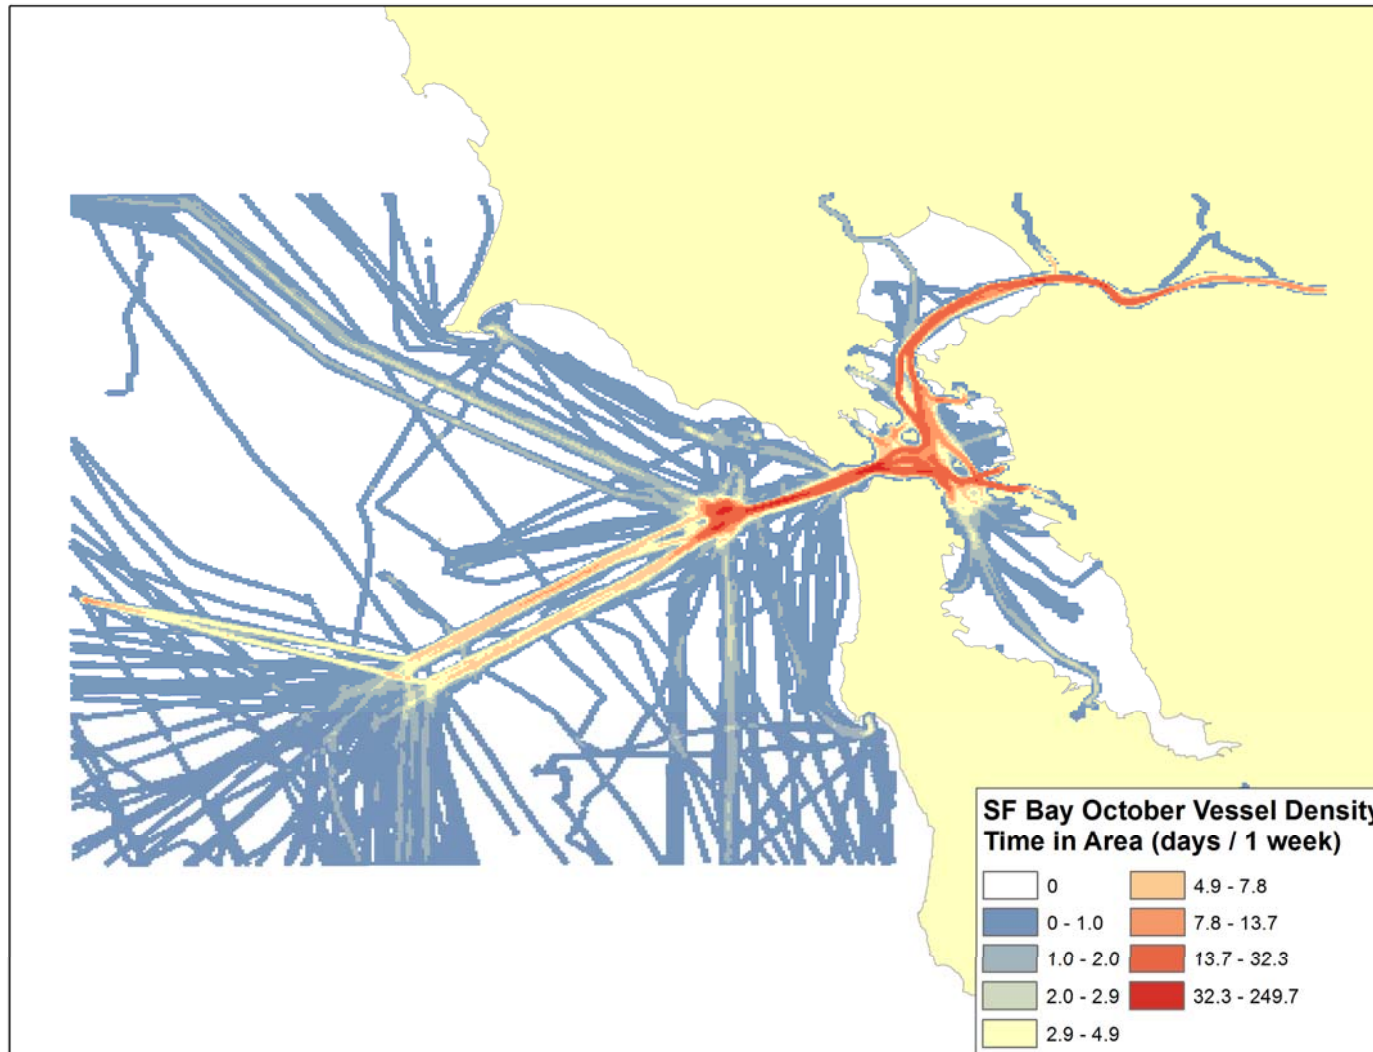 SF Bay October Vessel Density
Time in Area (days / 1 week)
0
4.9 - 7.8
0 - 1.0
7.8 - 13.7
1.0 - 2.0
13.7 - 32.3
2.0 - 2.9
32.3 - 249.7
2.9 - 4.9